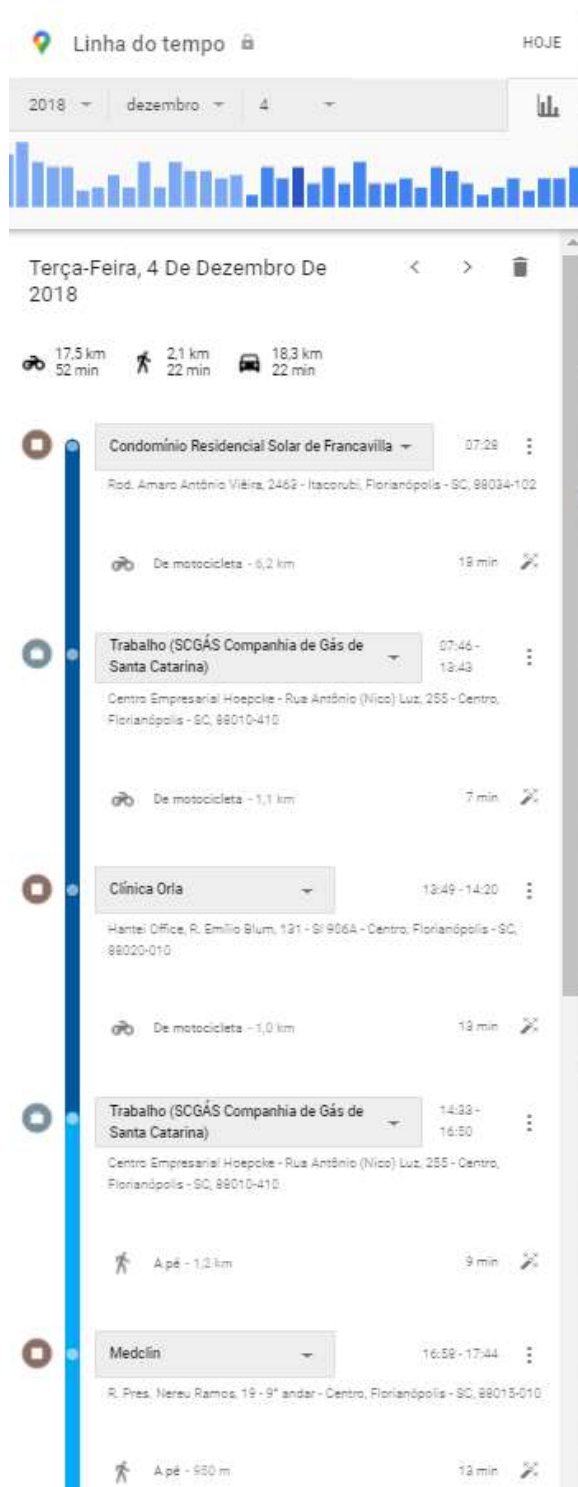 Linha do tempo
HOJE
2018
dezembro
4
Terça-Feira, 4 De Dezembro De
2018
17,5 km
52 min
2,1 km
22 min
18,3 km
22 min
Condomínio Residencial Solar de Francavilla
07:28
Rod. Amaro Antônio Viêira, 2463 - Itacorubi, Florianópolis - SC, 88034-102
De motocicleta - 6,2 km
18 min
Trabalho (SCGÁS Companhia de Gás de
Santa Catarina)
07:46 -
13:43
Centro Empresarial Hoepcke - Rua Antônio (Nico) Luz, 255 - Centro,
Florianópolis - SC, 88010-410
De motocicleta - 1,1 km
7 min
Clínica Orla
13:49 - 14:20
Hantei Office, R. Emílio Blum, 131 - Sl 906A - Centro, Florianópolis - SC,
88020-010
De motocicleta - 1,0 km
13 min
Trabalho (SCGÁS Companhia de Gás de
Santa Catarina)
14:33 -
16:50
Centro Empresarial Hoepcke - Rua Antônio (Nico) Luz, 255 - Centro,
Florianópolis - SC, 88010-410
A pé - 1,2 km
9 min
Medclin
16:58 - 17:44
R. Pres. Nereu Ramos, 19 - 9° andar - Centro, Florianópolis - SC, 88015-010
A pé - 950 m
13 min